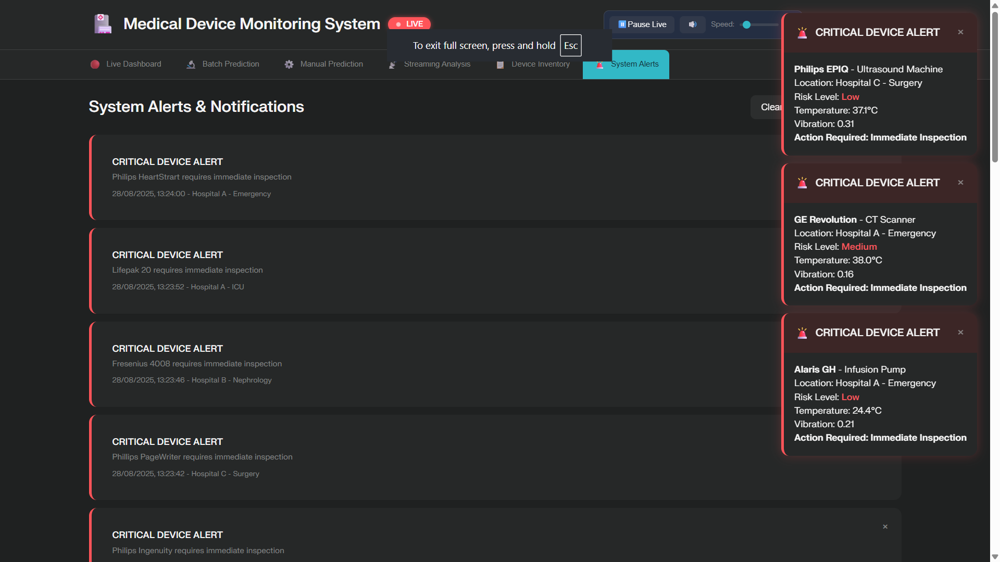 Medical Device Monitoring System
LIVE
Pause Live
Speed:
To exit full screen, press and hold Esc
Live Dashboard
Batch Prediction
Manual Prediction
Streaming Analysis
Device Inventory
System Alerts
System Alerts & Notifications
Clear
CRITICAL DEVICE ALERT
Philips HeartStrart requires immediate inspection
28/08/2025, 13:24:00 - Hospital A - Emergency
CRITICAL DEVICE ALERT
Lifepak 20 requires immediate inspection
28/08/2025, 13:23:52 - Hospital A - ICU
CRITICAL DEVICE ALERT
Fresenius 4008 requires immediate inspection
28/08/2025, 13:23:46 - Hospital B - Nephrology
CRITICAL DEVICE ALERT
Phillips PageWriter requires immediate inspection
28/08/2025, 13:23:42 - Hospital C - Surgery
CRITICAL DEVICE ALERT
Philips Ingenuity requires immediate inspection
CRITICAL DEVICE ALERT
Philips EPIQ - Ultrasound Machine
Location: Hospital C - Surgery
Risk Level: Low
Temperature: 37.1°C
Vibration: 0.31
Action Required: Immediate Inspection
CRITICAL DEVICE ALERT
GE Revolution - CT Scanner
Location: Hospital A - Emergency
Risk Level: Medium
Temperature: 38.0°C
Vibration: 0.16
Action Required: Immediate Inspection
CRITICAL DEVICE ALERT
Alaris GH - Infusion Pump
Location: Hospital A - Emergency
Risk Level: Low
Temperature: 24.4°C
Vibration: 0.21
Action Required: Immediate Inspection